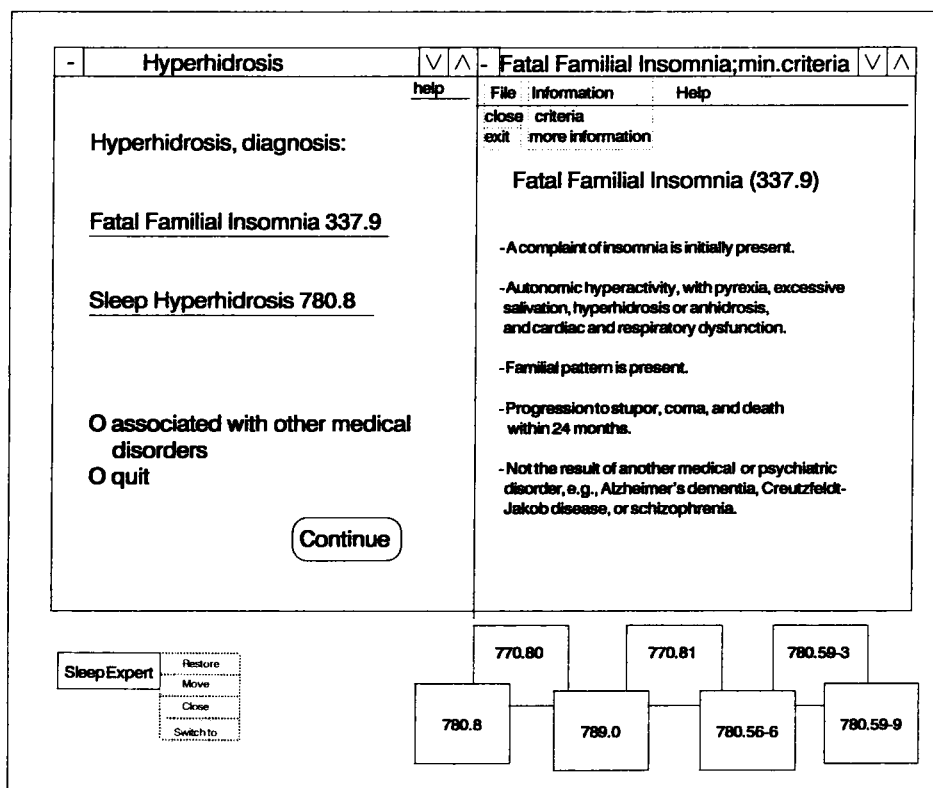 - Hyperhidrosis V Λ
help
Hyperhidrosis, diagnosis:
Fatal Familial Insomnia 337.9
Sleep Hyperhidrosis 780.8
O associated with other medical
disorders
O quit
Continue
- Fatal Familial Insomnia;min.criteria V Λ
File Information Help
close criteria
exit more information
Fatal Familial Insomnia (337.9)
- A complaint of insomnia is initially present.
- Autonomic hyperactivity, with pyrexia, excessive
salivation, hyperhidrosis or anhidrosis,
and cardiac and respiratory dysfunction.
- Familial pattern is present.
- Progression to stupor, coma, and death
within 24 months.
- Not the result of another medical or psychiatric
disorder, e.g., Alzheimer's dementia, Creutzfeldt-
Jakob disease, or schizophrenia.
SleepExpert
Restore
Move
Close
Switch to
770.80 770.81 780.59-3
780.8 789.0 780.56-6 780.59-9